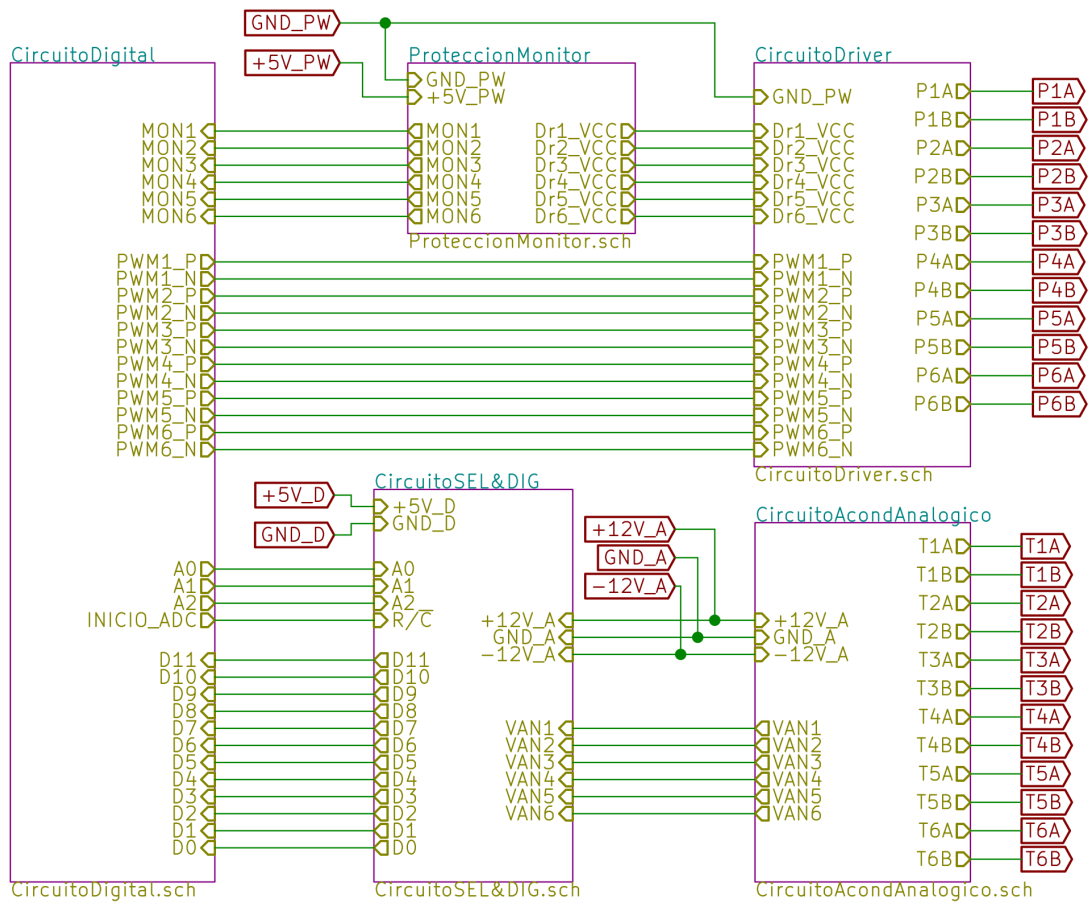 GND_PW
+5V_PW
CircuitoDigital
MON1
MON2
MON3
MON4
MON5
MON6
PWM1_P
PWM1_N
PWM2_P
PWM2_N
PWM3_P
PWM3_N
PWM4_P
PWM4_N
PWM5_P
PWM5_N
PWM6_P
PWM6_N
A0
A1
A2
INICIO_ADC
D11
D10
D9
D8
D7
D6
D5
D4
D3
D2
D1
D0
CircuitoDigital.sch
ProteccionMonitor
GND_PW
+5V_PW
MON1
MON2
MON3
MON4
MON5
MON6
Dr1_VCC
Dr2_VCC
Dr3_VCC
Dr4_VCC
Dr5_VCC
Dr6_VCC
ProteccionMonitor.sch
CircuitoDriver
GND_PW
Dr1_VCC
Dr2_VCC
Dr3_VCC
Dr4_VCC
Dr5_VCC
Dr6_VCC
PWM1_P
PWM1_N
PWM2_P
PWM2_N
PWM3_P
PWM3_N
PWM4_P
PWM4_N
PWM5_P
PWM5_N
PWM6_P
PWM6_N
P1A
P1B
P2A
P2B
P3A
P3B
P4A
P4B
P5A
P5B
P6A
P6B
CircuitoDriver.sch
P1A
P1B
P2A
P2B
P3A
P3B
P4A
P4B
P5A
P5B
P6A
P6B
+5V_D
GND_D
CircuitoSEL&DIG
+5V_D
GND_D
A0
A1
A2
R/C
D11
D10
D9
D8
D7
D6
D5
D4
D3
D2
D1
D0
+12V_A
GND_A
-12V_A
VAN1
VAN2
VAN3
VAN4
VAN5
VAN6
CircuitoSEL&DIG.sch
+12V_A
GND_A
-12V_A
CircuitoAcondAnalogico
+12V_A
GND_A
-12V_A
VAN1
VAN2
VAN3
VAN4
VAN5
VAN6
T1A
T1B
T2A
T2B
T3A
T3B
T4A
T4B
T5A
T5B
T6A
T6B
CircuitoAcondAnalogico.sch
T1A
T1B
T2A
T2B
T3A
T3B
T4A
T4B
T5A
T5B
T6A
T6B